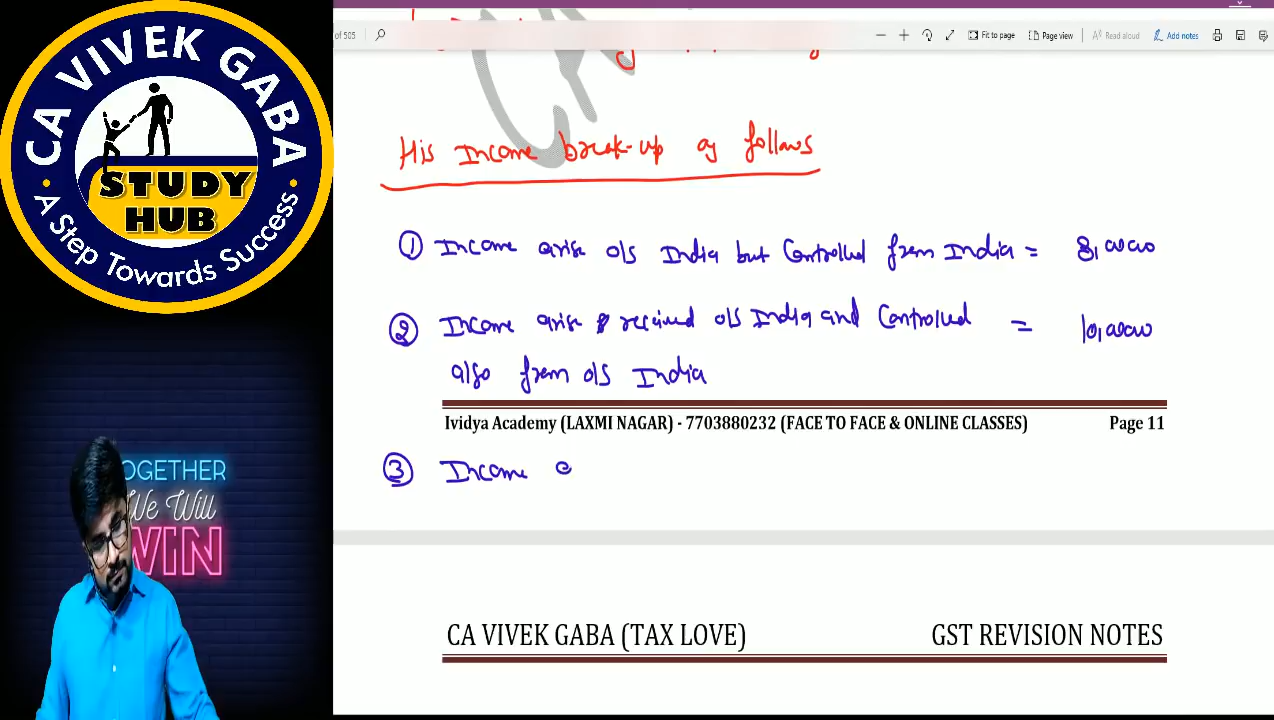 CA VIVEK GABA
STUDY
HUB
A Step Towards Success
of 505
Fit to page
Page view
Read aloud
Add notes
His Income break-up as follows
① Income arise o/s India but Controlled from India = 8,00,000
② Income arise & received o/s India and Controlled = 10,00,000
also from o/s India
Ividya Academy (LAXMI NAGAR) - 7703880232 (FACE TO FACE & ONLINE CLASSES) Page 11
③ Income
TOGETHER
We Will
WIN
CA VIVEK GABA (TAX LOVE) GST REVISION NOTES